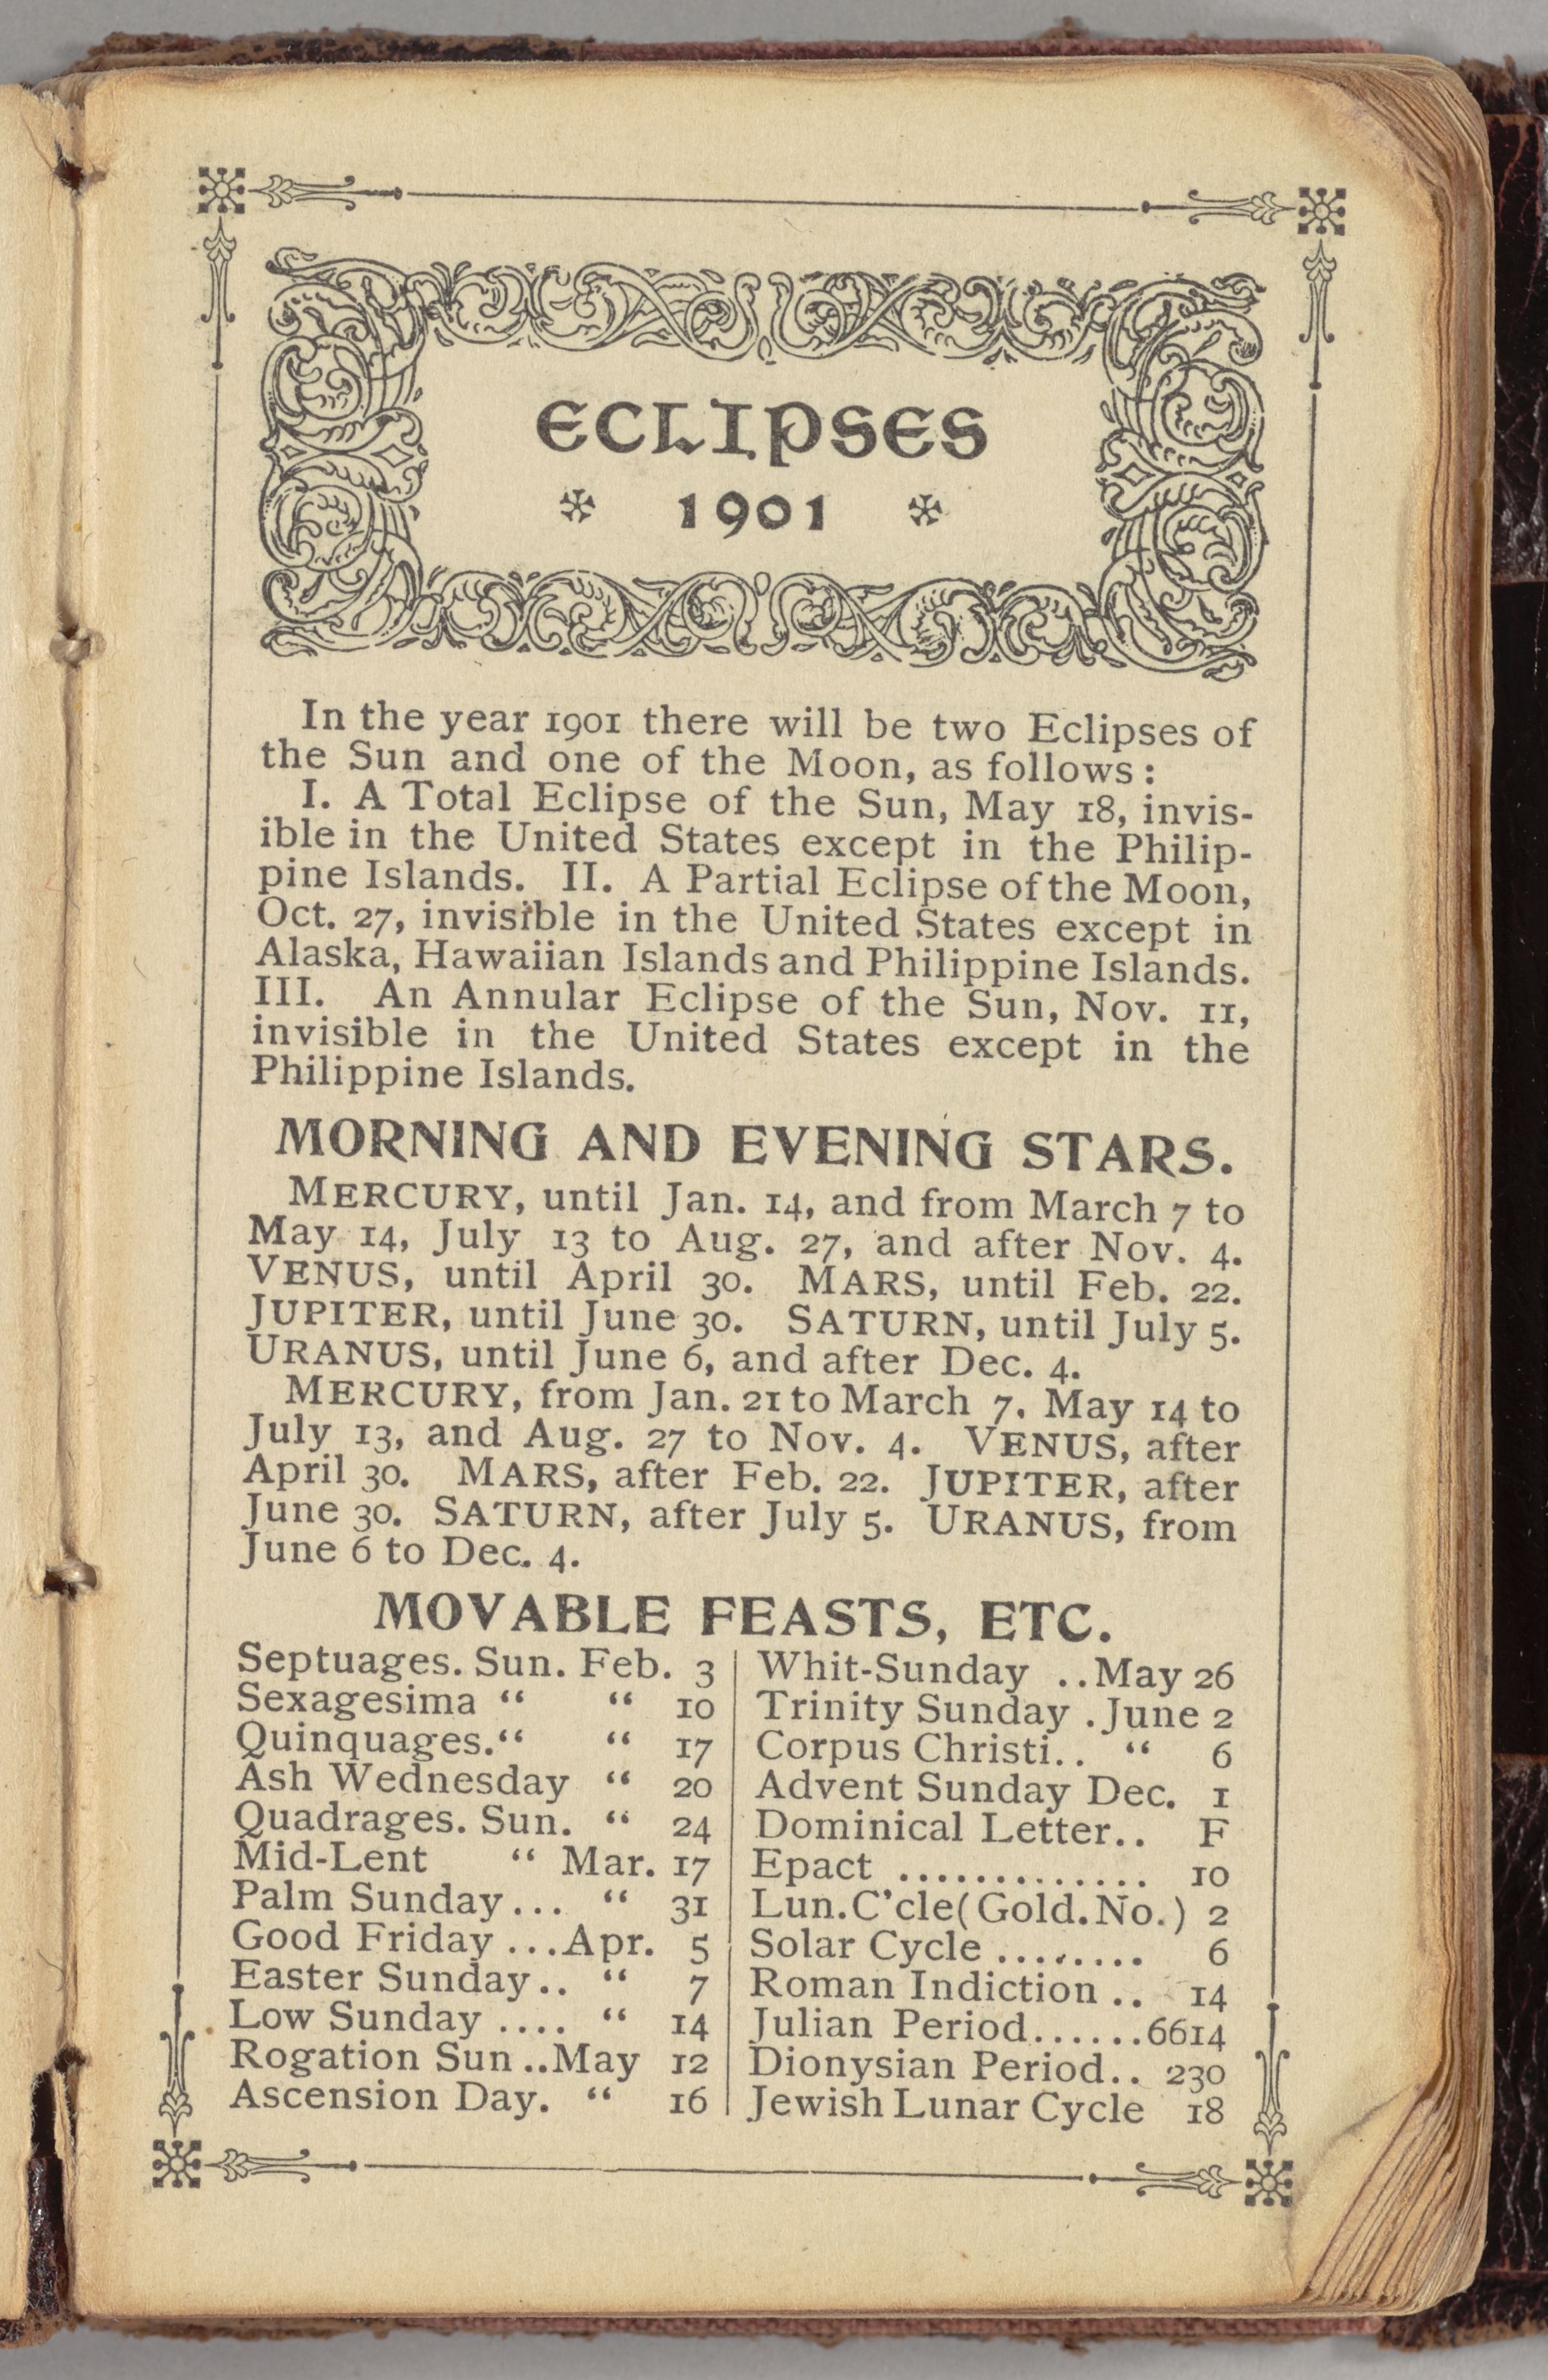 ECLIPSES
1901
In the year 1901 there will be two Eclipses of
the Sun and one of the Moon, as follows:
I. A Total Eclipse of the Sun, May 18, invis-
ible in the United States except in the Philip-
pine Islands. II. A Partial Eclipse of the Moon,
Oct. 27, invisible in the United States except in
Alaska, Hawaiian Islands and Philippine Islands.
III. An Annular Eclipse of the Sun, Nov. 11,
invisible in the United States except in the
Philippine Islands.
MORNING AND EVENING STARS.
MERCURY, until Jan. 14, and from March 7 to
May 14, July 13 to Aug. 27, and after Nov. 4.
VENUS, until April 30. MARS, until Feb. 22.
JUPITER, until June 30. SATURN, until July 5.
URANUS, until June 6, and after Dec. 4.
MERCURY, from Jan. 21 to March 7, May 14 to
July 13, and Aug. 27 to Nov. 4. VENUS, after
April 30. MARS, after Feb. 22. JUPITER, after
June 30. SATURN, after July 5. URANUS, from
June 6 to Dec. 4.
MOVABLE FEASTS, ETC.
Septuages. Sun. Feb. 3
Sexagesima “ “ 10
Quinquages.“ “ 17
Ash Wednesday “ 20
Quadrages. Sun. “ 24
Mid-Lent “ Mar. 17
Palm Sunday... “ 31
Good Friday ...Apr. 5
Easter Sunday.. “ 7
Low Sunday .... “ 14
Rogation Sun..May 12
Ascension Day. “ 16
Whit-Sunday ..May 26
Trinity Sunday .June 2
Corpus Christi.. “ 6
Advent Sunday Dec. 1
Dominical Letter.. F
Epact ............. 10
Lun.C'cle(Gold.No.) 2
Solar Cycle ........ 6
Roman Indiction .. 14
Julian Period......6614
Dionysian Period.. 230
Jewish Lunar Cycle 18